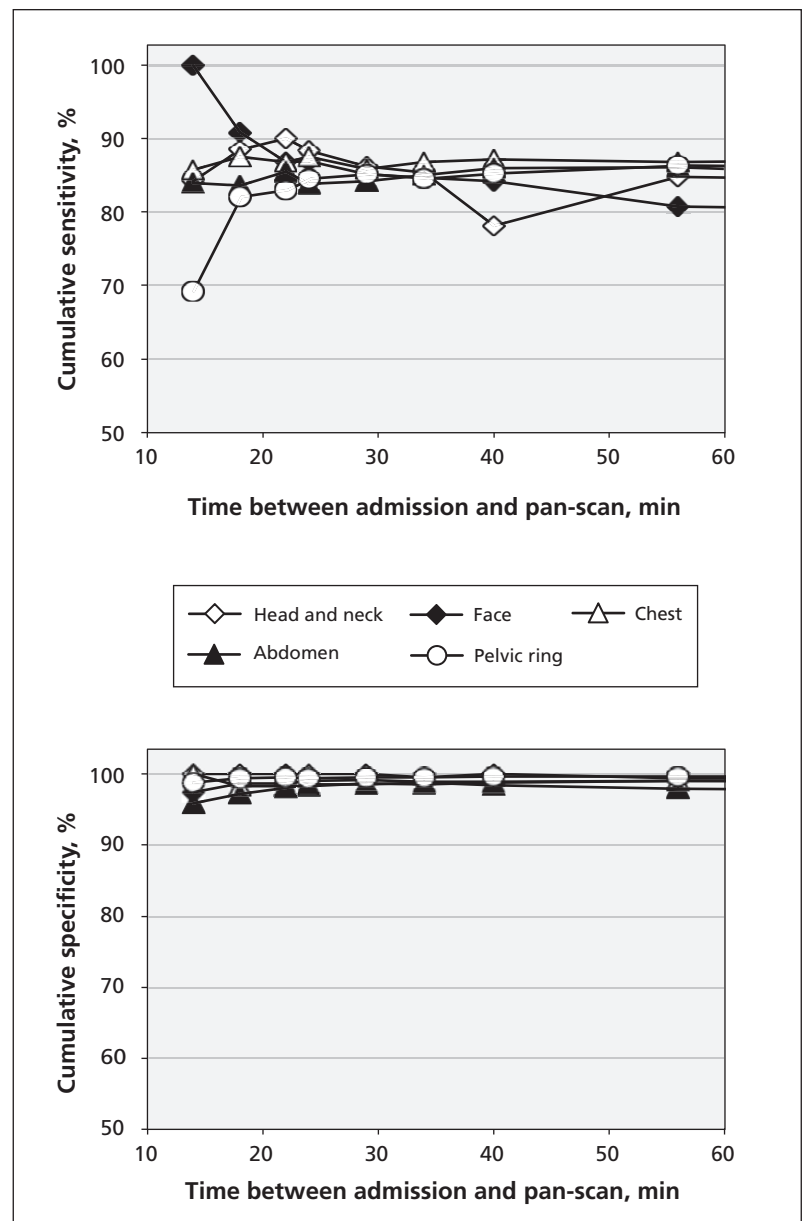 Cumulative sensitivity, %
100
90
80
70
60
50
10 20 30 40 50 60
Time between admission and pan-scan, min
Head and neck Face Chest
Abdomen Pelvic ring
Cumulative specificity, %
100
90
80
70
60
50
10 20 30 40 50 60
Time between admission and pan-scan, min